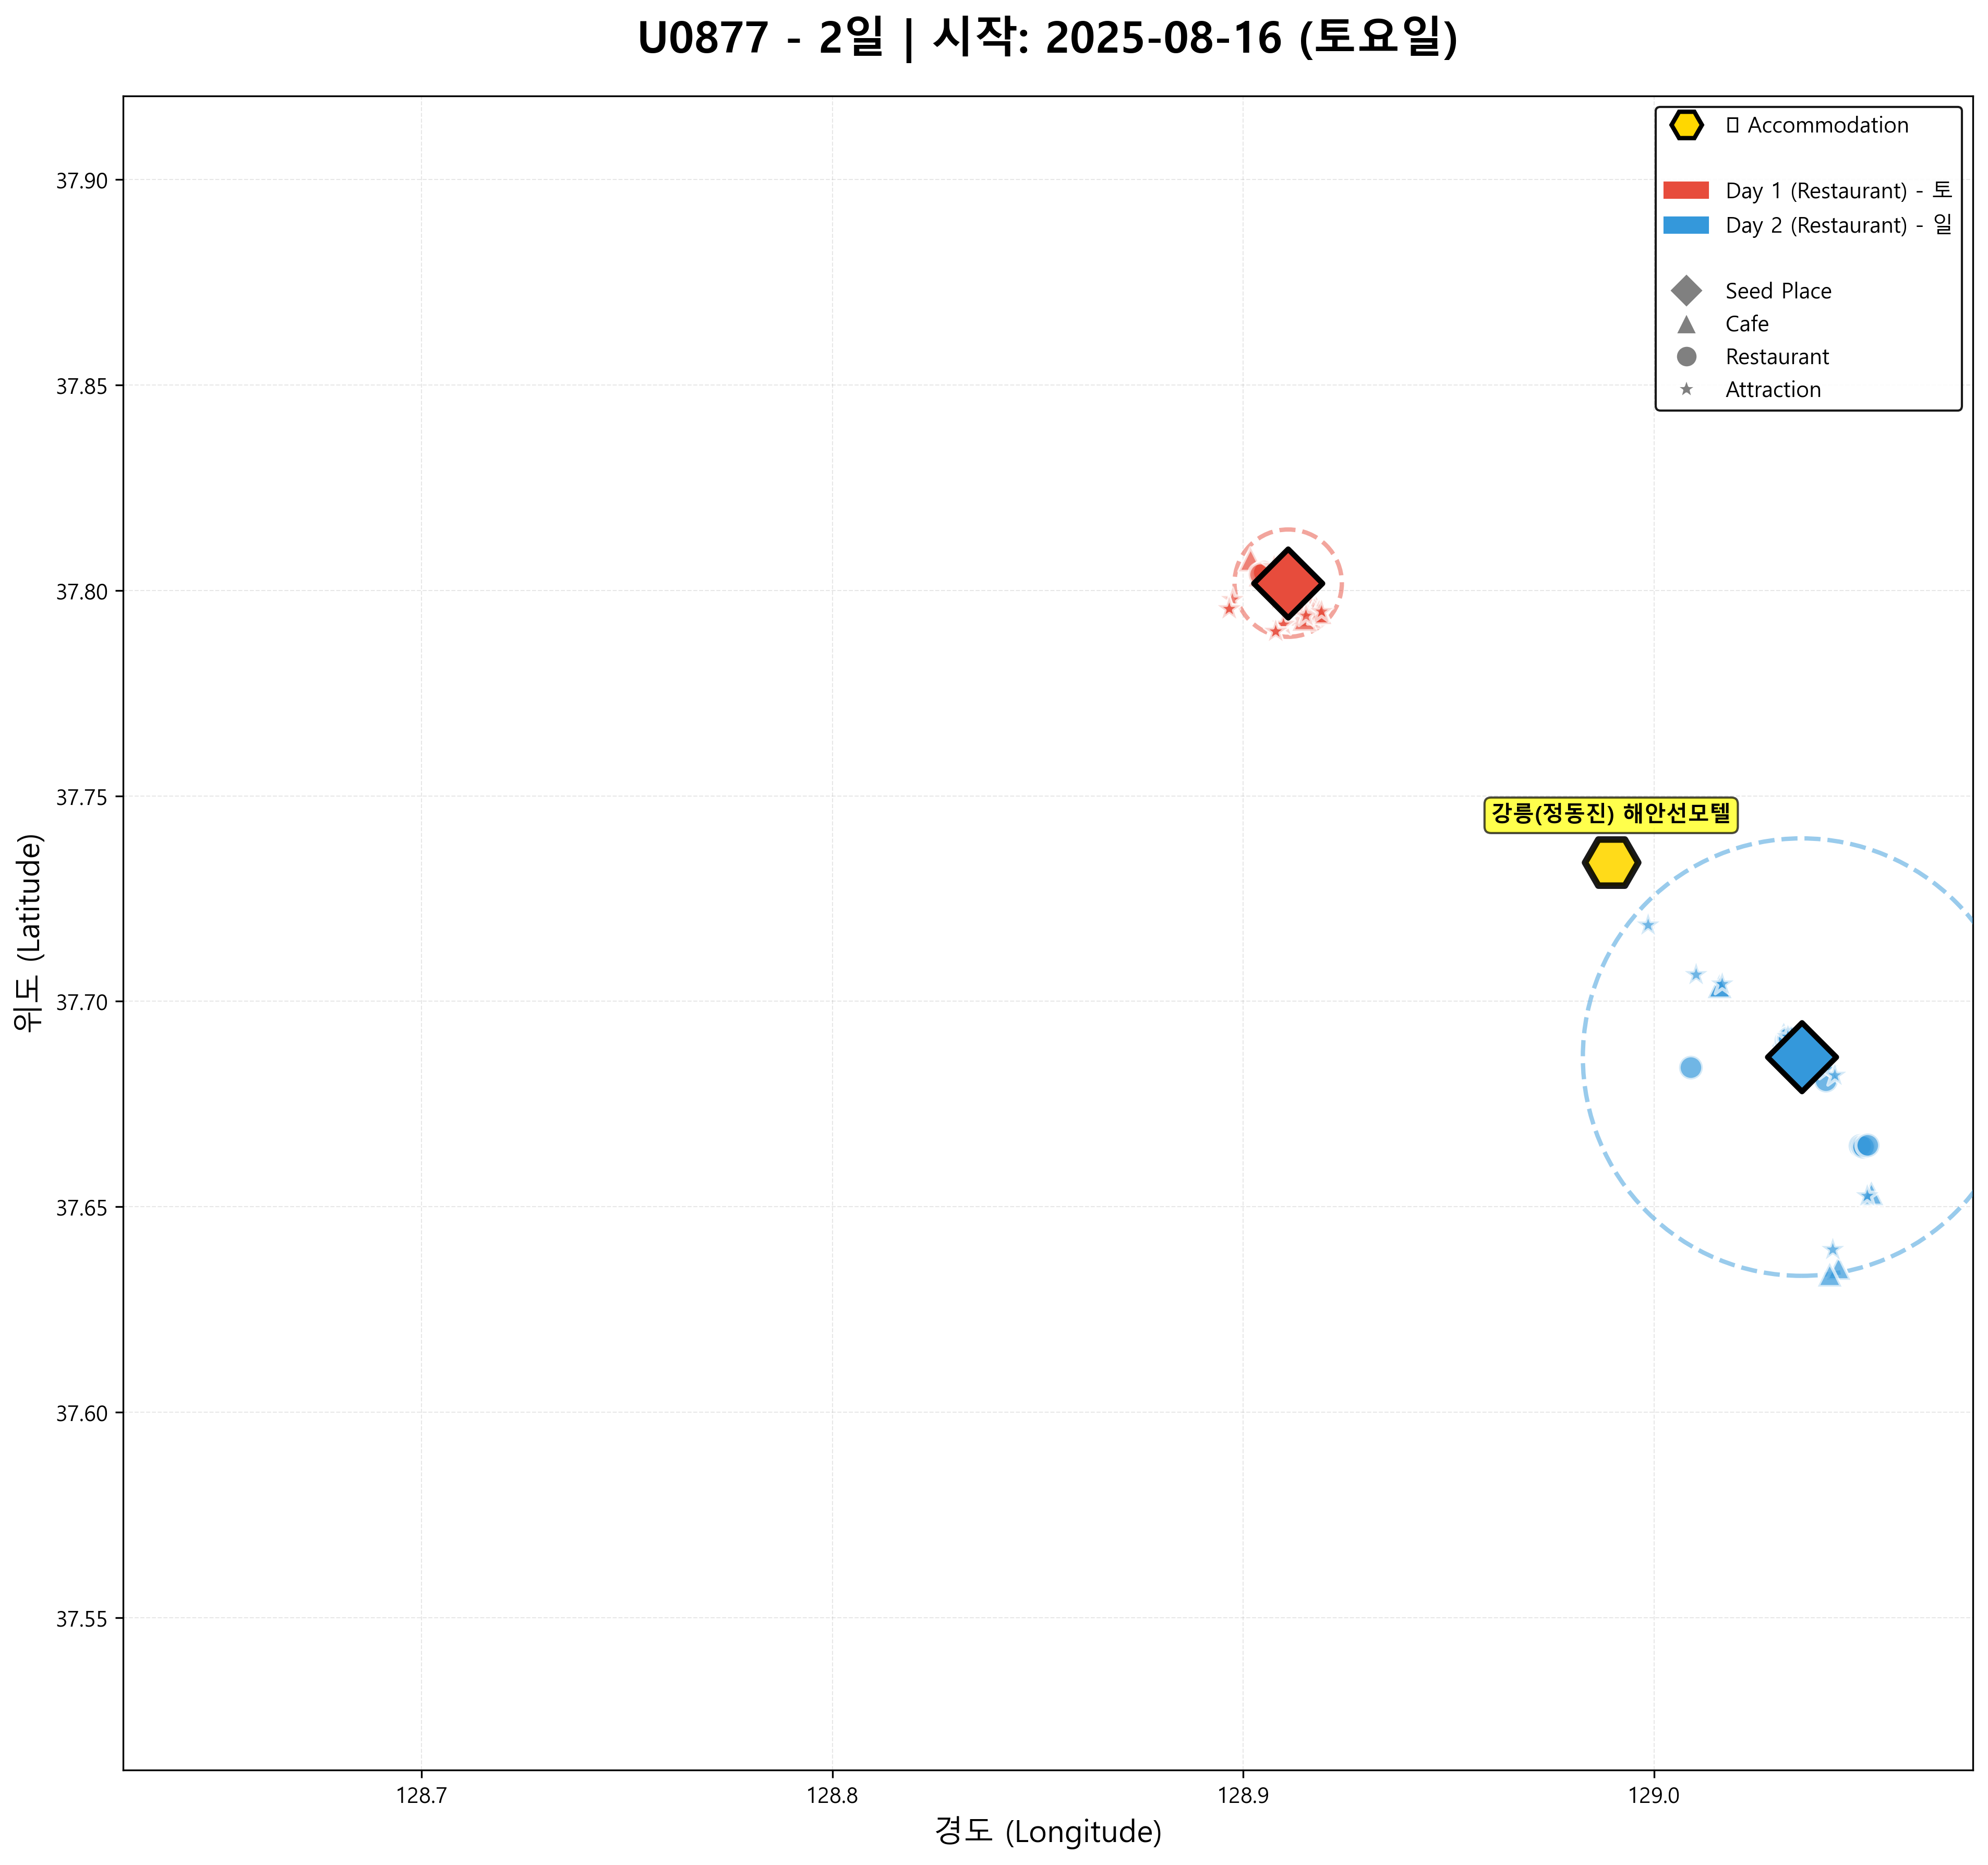 U0877 - 2일 | 시작: 2025-08-16 (토요일)
Accommodation
Day 1 (Restaurant) - 토
Day 2 (Restaurant) - 일
Seed Place
Cafe
Restaurant
Attraction
37.90
37.85
37.80
37.75
37.70
37.65
37.60
37.55
위도 (Latitude)
강릉(정동진) 해안선모텔
128.7
128.8
128.9
129.0
경도 (Longitude)